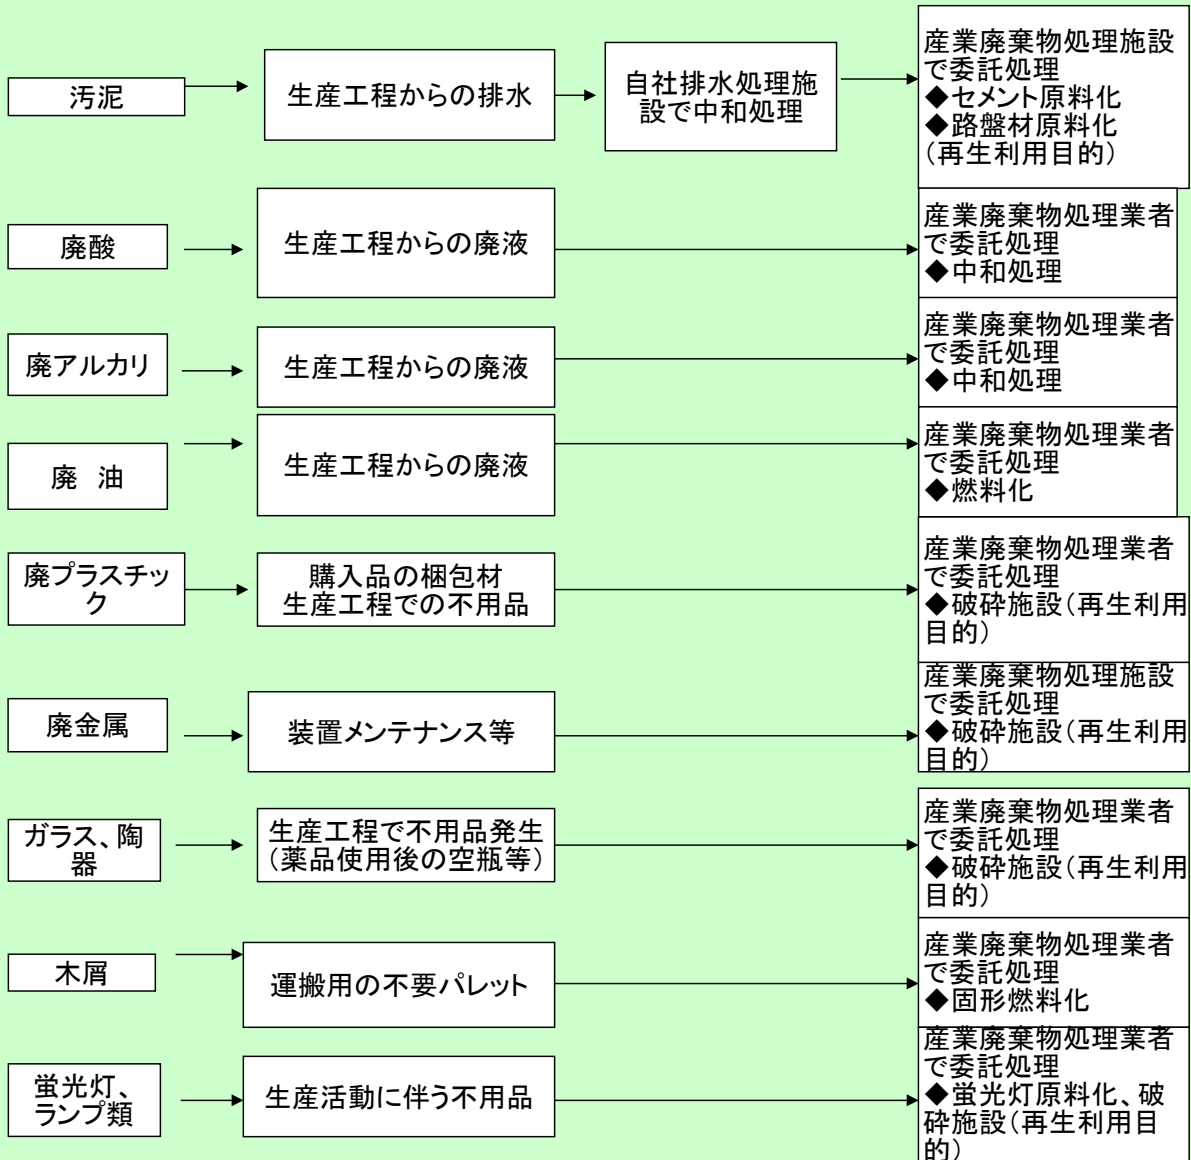 汚泥
生産工程からの排水
自社排水処理施
設で中和処理
産業廃棄物処理施設
で委託処理
◆セメント原料化
◆路盤材原料化
(再生利用目的)
廃酸
生産工程からの廃液
産業廃棄物処理業者
で委託処理
◆中和処理
廃アルカリ
生産工程からの廃液
産業廃棄物処理業者
で委託処理
◆中和処理
廃 油
生産工程からの廃液
産業廃棄物処理業者
で委託処理
◆燃料化
廃プラスチッ
ク
購入品の梱包材
生産工程での不用品
産業廃棄物処理業者
で委託処理
◆破砕施設(再生利用
目的)
廃金属
装置メンテナンス等
産業廃棄物処理施設
で委託処理
◆破砕施設(再生利用
目的)
ガラス、陶
器
生産工程で不用品発生
(薬品使用後の空瓶等)
産業廃棄物処理業者
で委託処理
◆破砕施設(再生利用
目的)
木屑
運搬用の不要パレット
産業廃棄物処理業者
で委託処理
◆固形燃料化
蛍光灯、
ランプ類
生産活動に伴う不用品
産業廃棄物処理業者
で委託処理
◆蛍光灯原料化、破
砕施設(再生利用目
的)